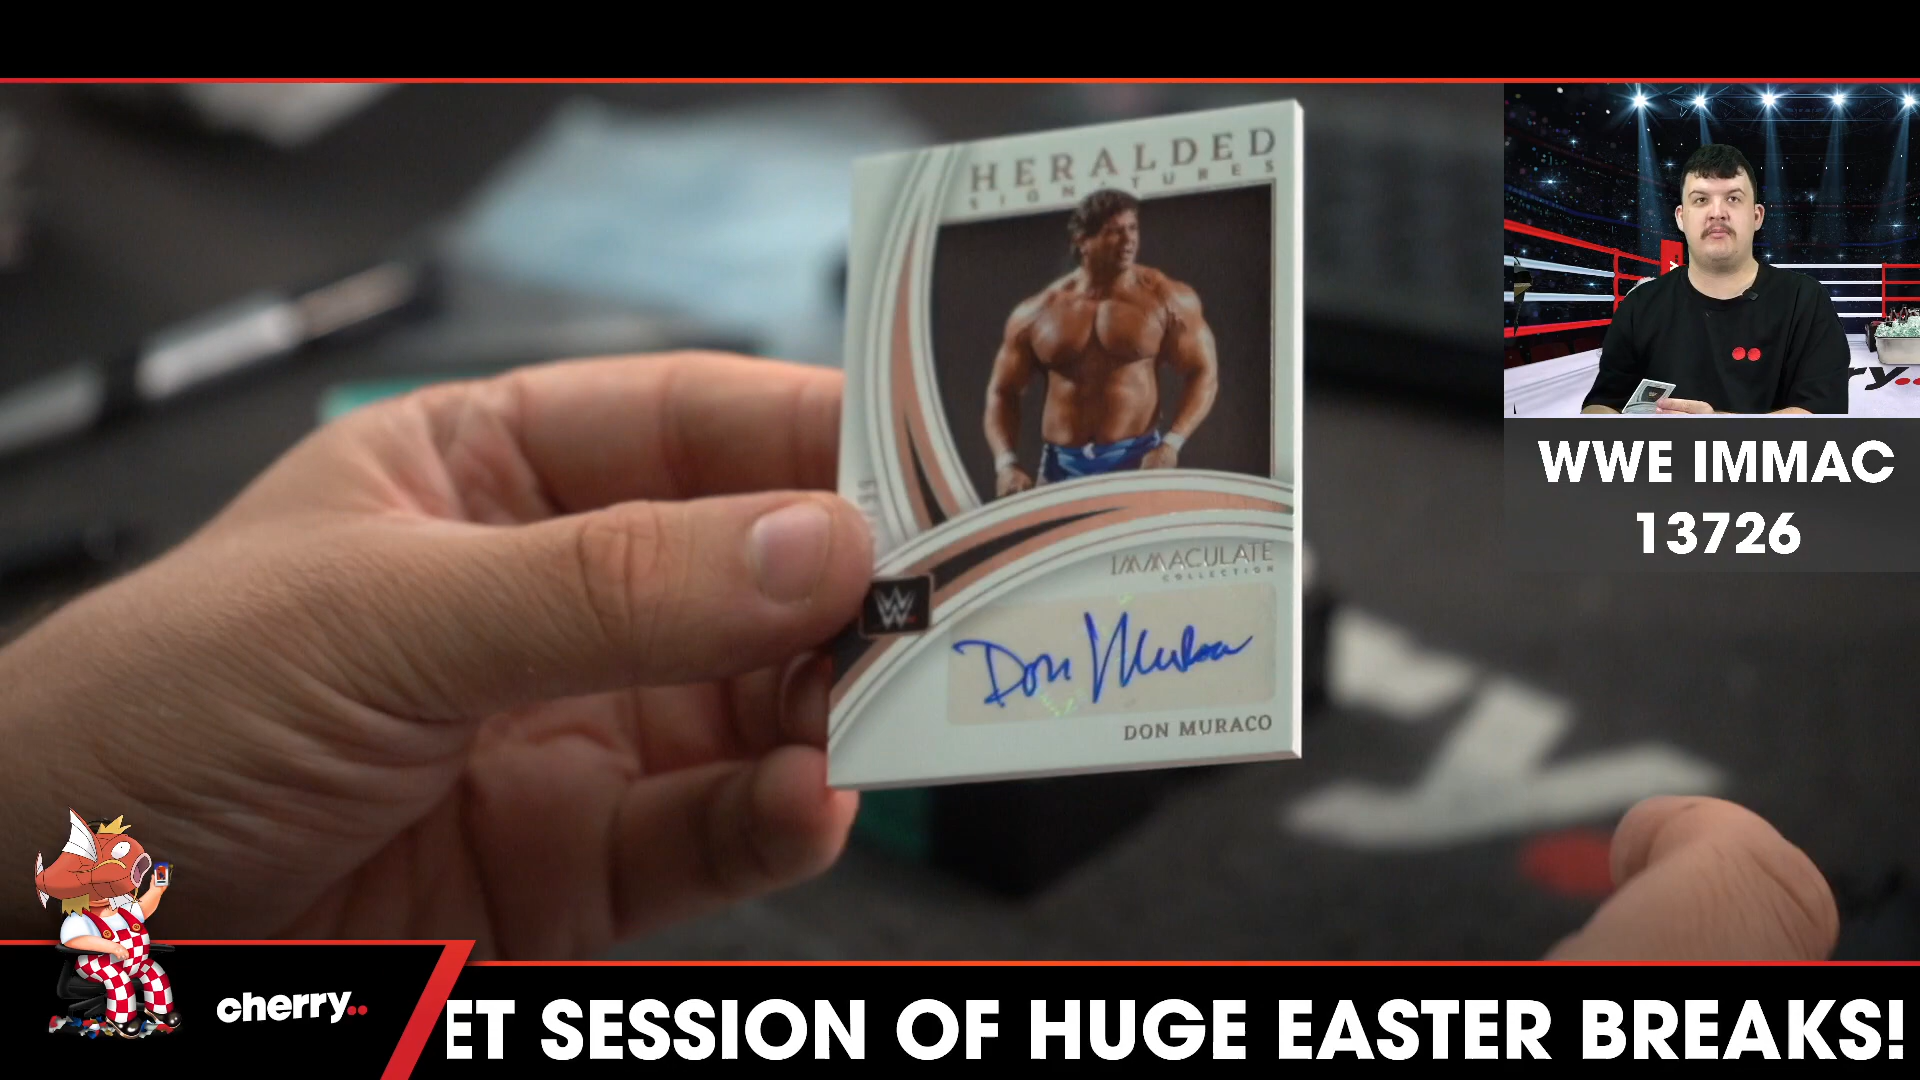 HERALDED
SIGNATURES
WWE IMMAC
13726
IMMACULATE
COLLECTION
W
Don Muraco
DON MURACO
cherry..
ET SESSION OF HUGE EASTER BREAKS!